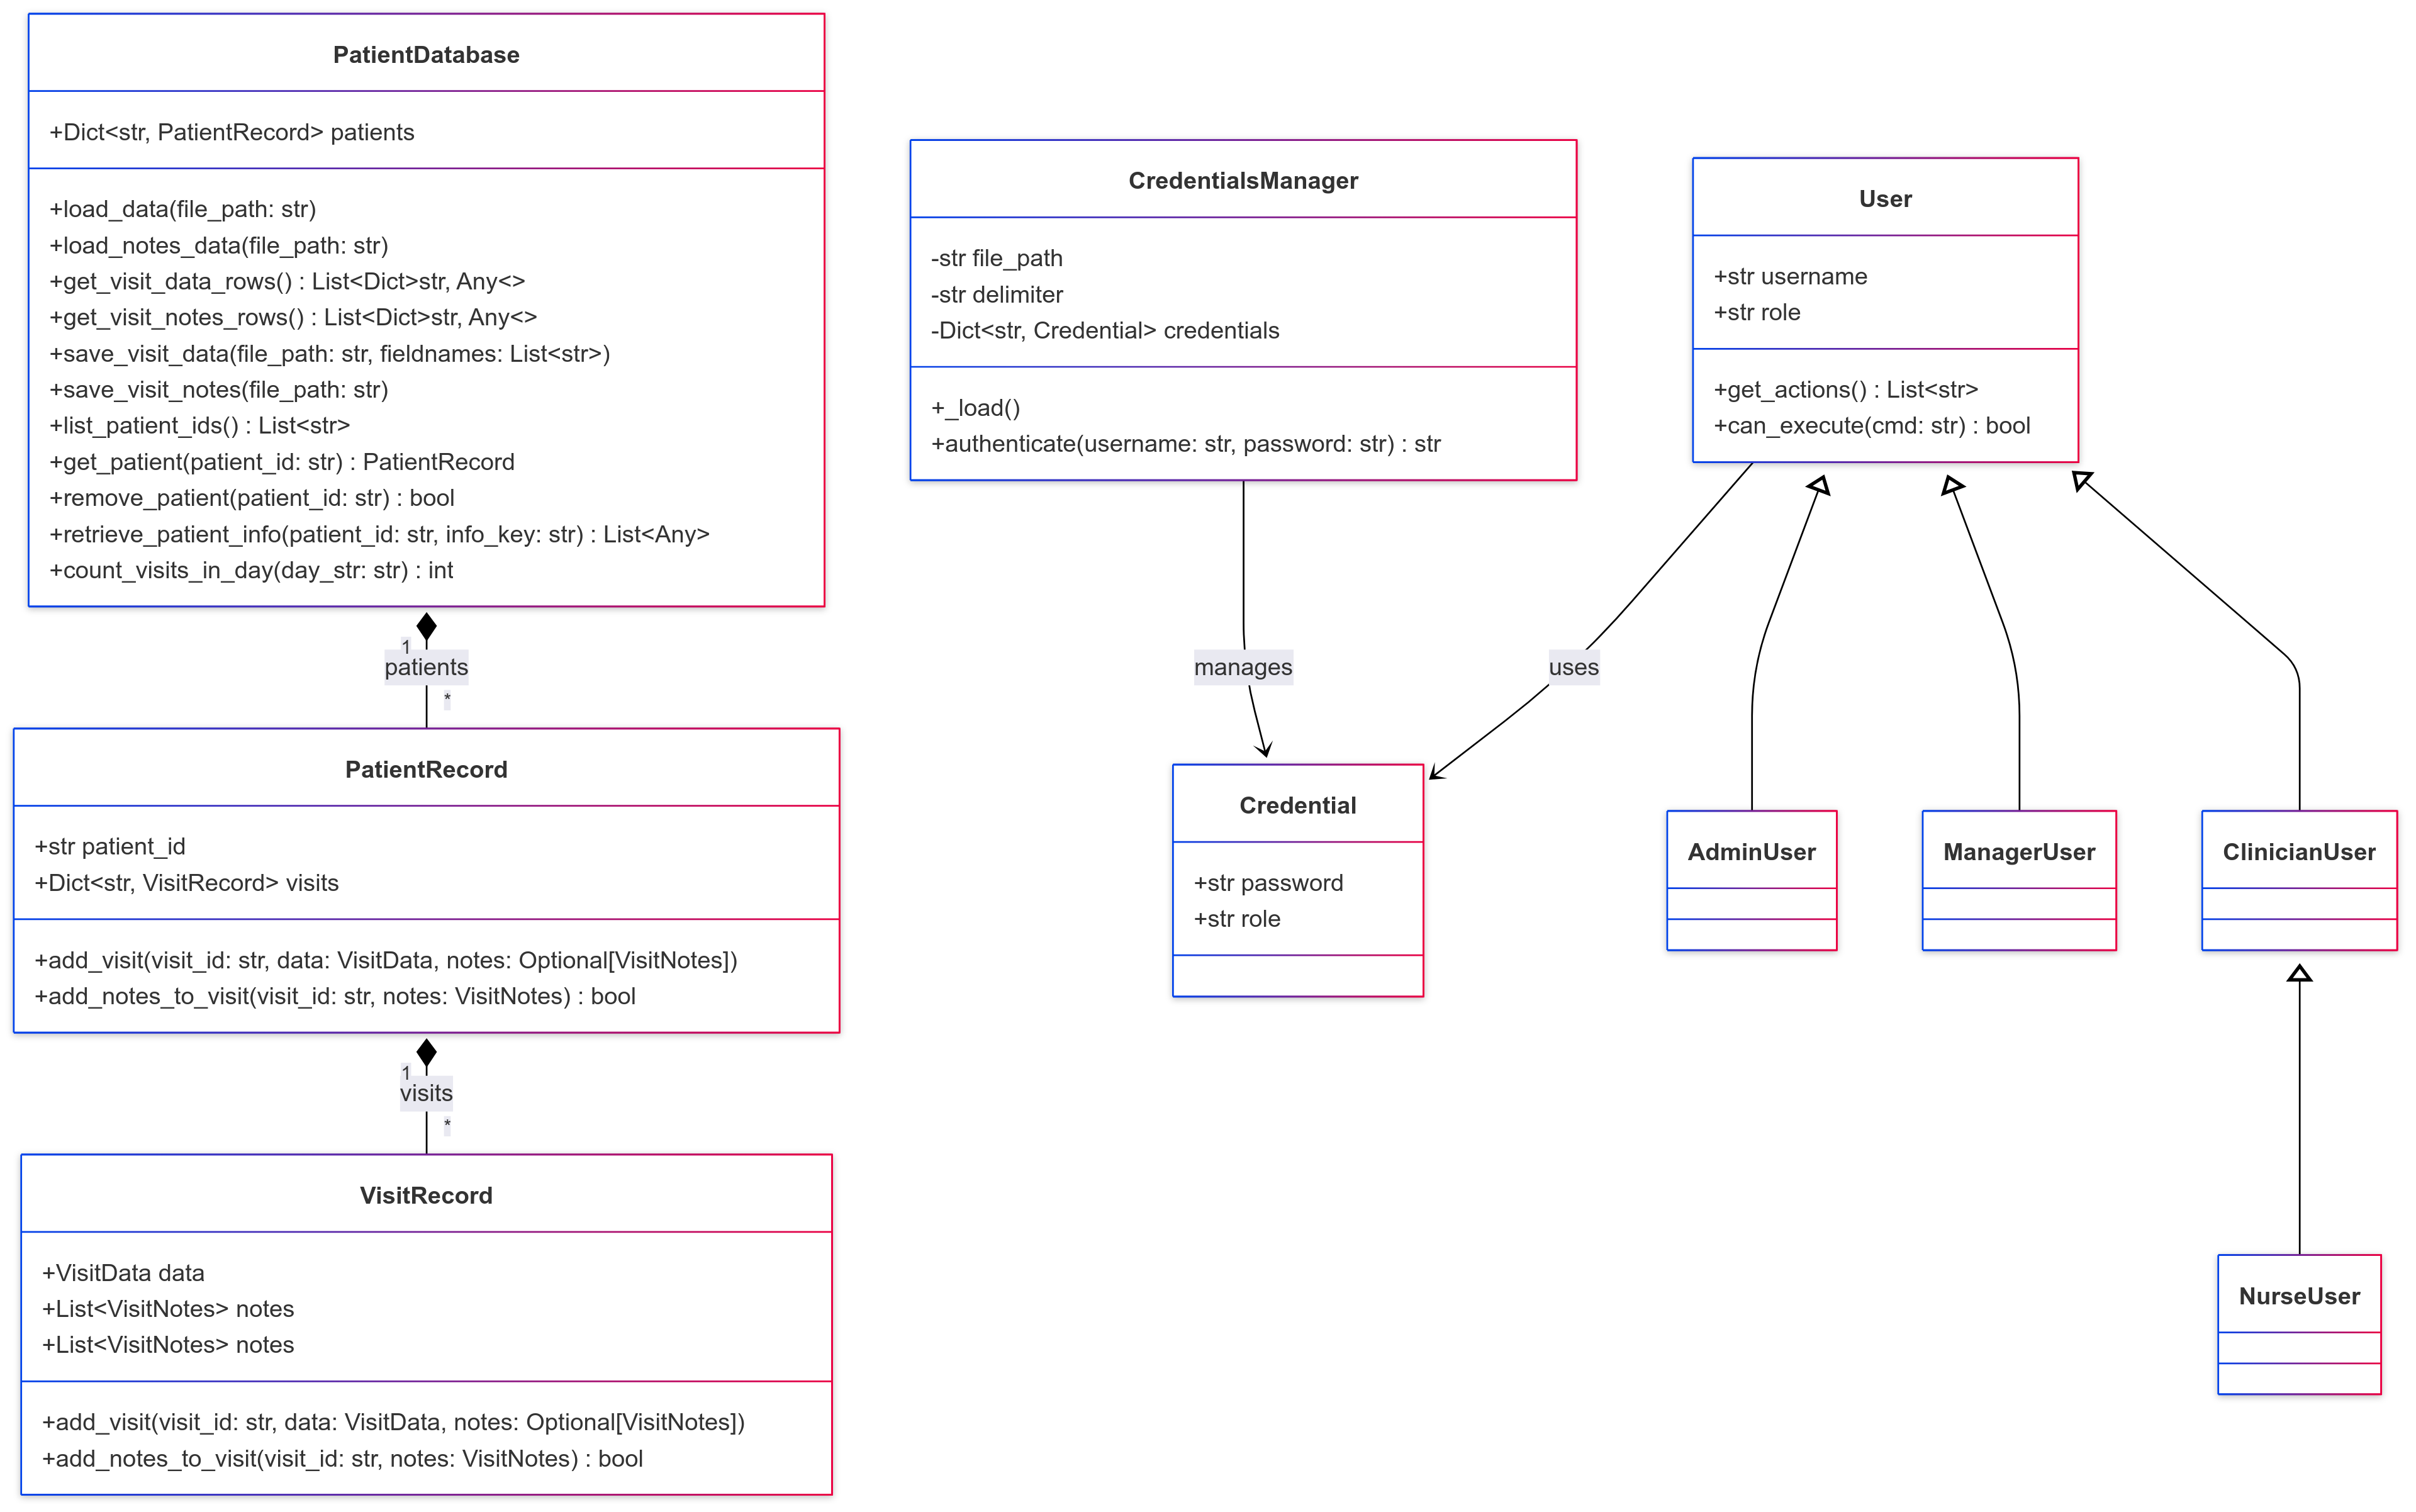 PatientDatabase
+Dict<str, PatientRecord> patients
+load_data(file_path: str)
+load_notes_data(file_path: str)
+get_visit_data_rows() : List<Dict>str, Any<>
+get_visit_notes_rows() : List<Dict>str, Any<>
+save_visit_data(file_path: str, fieldnames: List<str>)
+save_visit_notes(file_path: str)
+list_patient_ids() : List<str>
+get_patient(patient_id: str) : PatientRecord
+remove_patient(patient_id: str) : bool
+retrieve_patient_info(patient_id: str, info_key: str) : List<Any>
+count_visits_in_day(day_str: str) : int
1
patients
*
PatientRecord
+str patient_id
+Dict<str, VisitRecord> visits
+add_visit(visit_id: str, data: VisitData, notes: Optional[VisitNotes])
+add_notes_to_visit(visit_id: str, notes: VisitNotes) : bool
1
visits
*
VisitRecord
+VisitData data
+List<VisitNotes> notes
+List<VisitNotes> notes
+add_visit(visit_id: str, data: VisitData, notes: Optional[VisitNotes])
+add_notes_to_visit(visit_id: str, notes: VisitNotes) : bool
CredentialsManager
-str file_path
-str delimiter
-Dict<str, Credential> credentials
+_load()
+authenticate(username: str, password: str) : str
manages
uses
Credential
+str password
+str role
User
+str username
+str role
+get_actions() : List<str>
+can_execute(cmd: str) : bool
AdminUser
ManagerUser
ClinicianUser
NurseUser